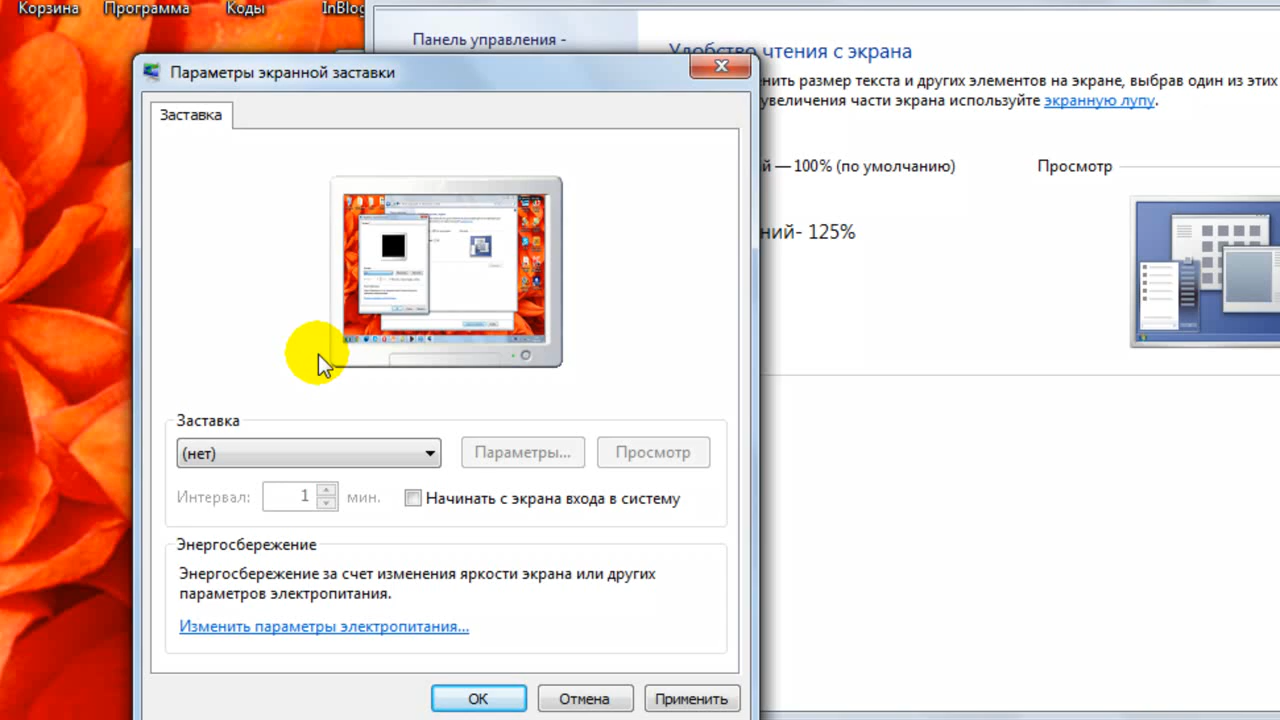 Корзина
Программа
Коды
InBlog
Панель управления -
Удобство чтения с экрана
нить размер текста и других элементов на экране, выбрав один из этих
увеличения части экрана используйте экранную лупу.
й — 100% (по умолчанию)
Просмотр
ний- 125%
Параметры экранной заставки
Заставка
Заставка
(нет)
Параметры...
Просмотр
Интервал:
1
мин.
Начинать с экрана входа в систему
Энергосбережение
Энергосбережение за счет изменения яркости экрана или других
параметров электропитания.
Изменить параметры электропитания...
ОК
Отмена
Применить